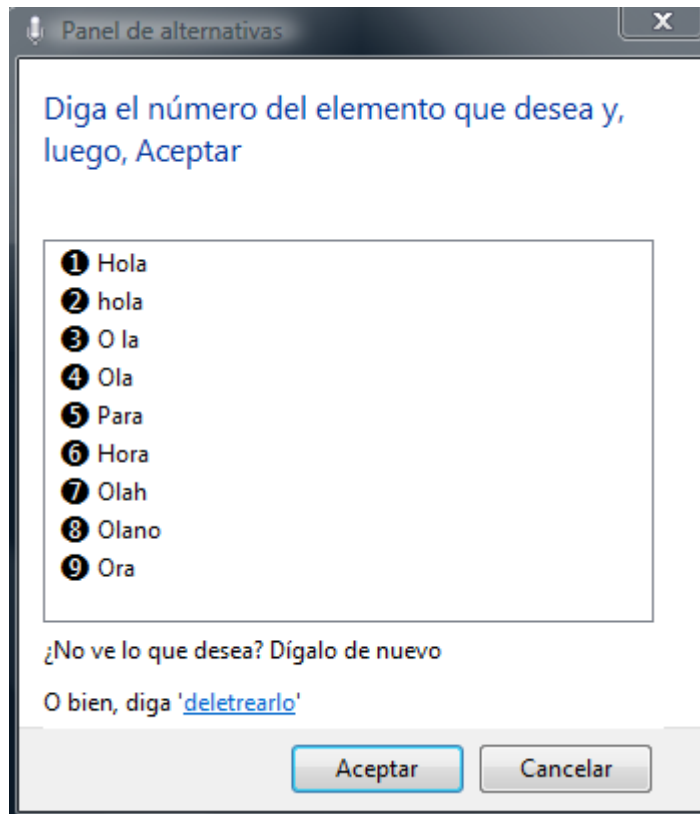 Panel de alternativas
Diga el número del elemento que desea y,
luego, Aceptar
❶ Hola
❷ hola
❸ O la
❹ Ola
❺ Para
❻ Hora
❼ Olah
❽ Olano
❾ Ora
¿No ve lo que desea? Dígalo de nuevo
O bien, diga 'deletrearlo'
Aceptar Cancelar